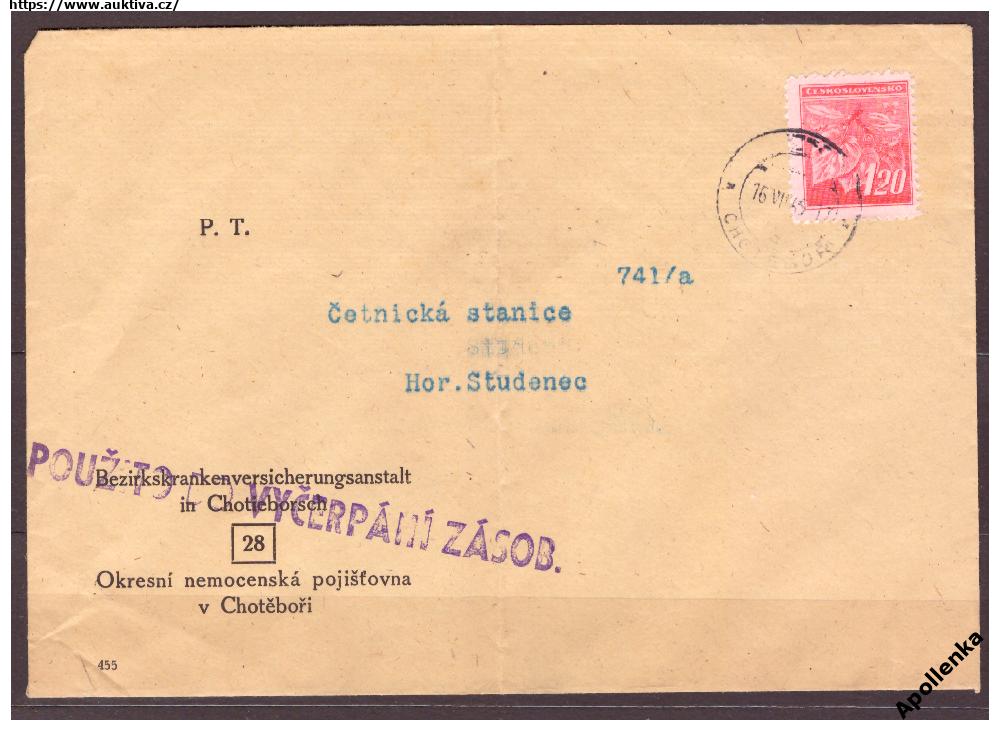 https://www.auktiva.cz/
ČESKOSLOVENSKO
1·20
P. T.
741/a
Četnická stanice
Hor.Studenec
POUŽITO DO VYČERPÁNÍ ZÁSOB.
Bezirkskrankenversicherungsanstalt
in Chotieborsch
28
Okresní nemocenská pojišťovna
v Chotěboři
455
Apollenka